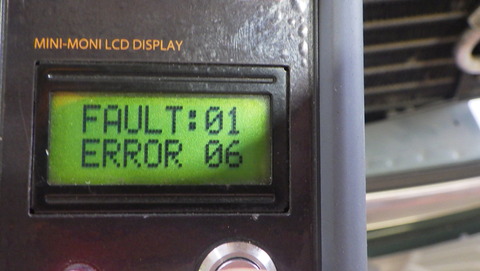 MINI-MONI LCD DISPLAY
FAULT:01
ERROR 06